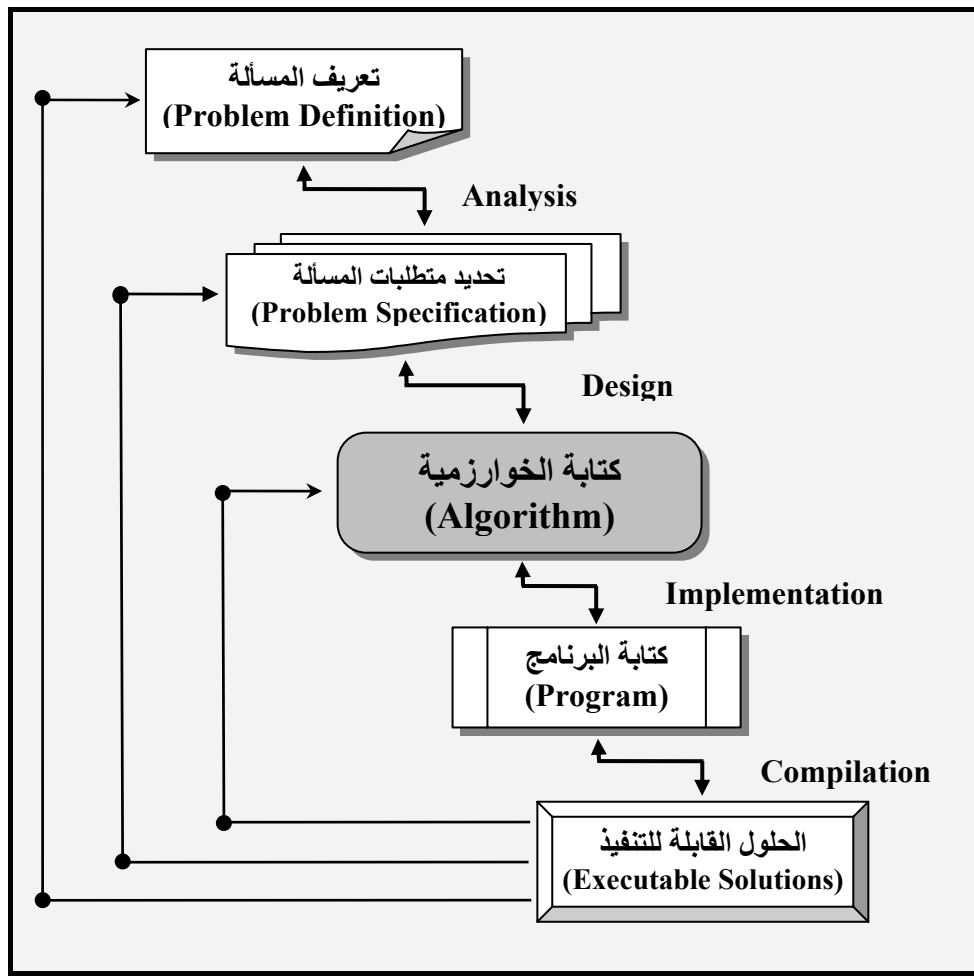 تعريف المسألة
(Problem Definition)
Analysis
تحديد متطلبات المسألة
(Problem Specification)
Design
كتابة الخوارزمية
(Algorithm)
Implementation
كتابة البرنامج
(Program)
Compilation
الحلول القابلة للتنفيذ
(Executable Solutions)